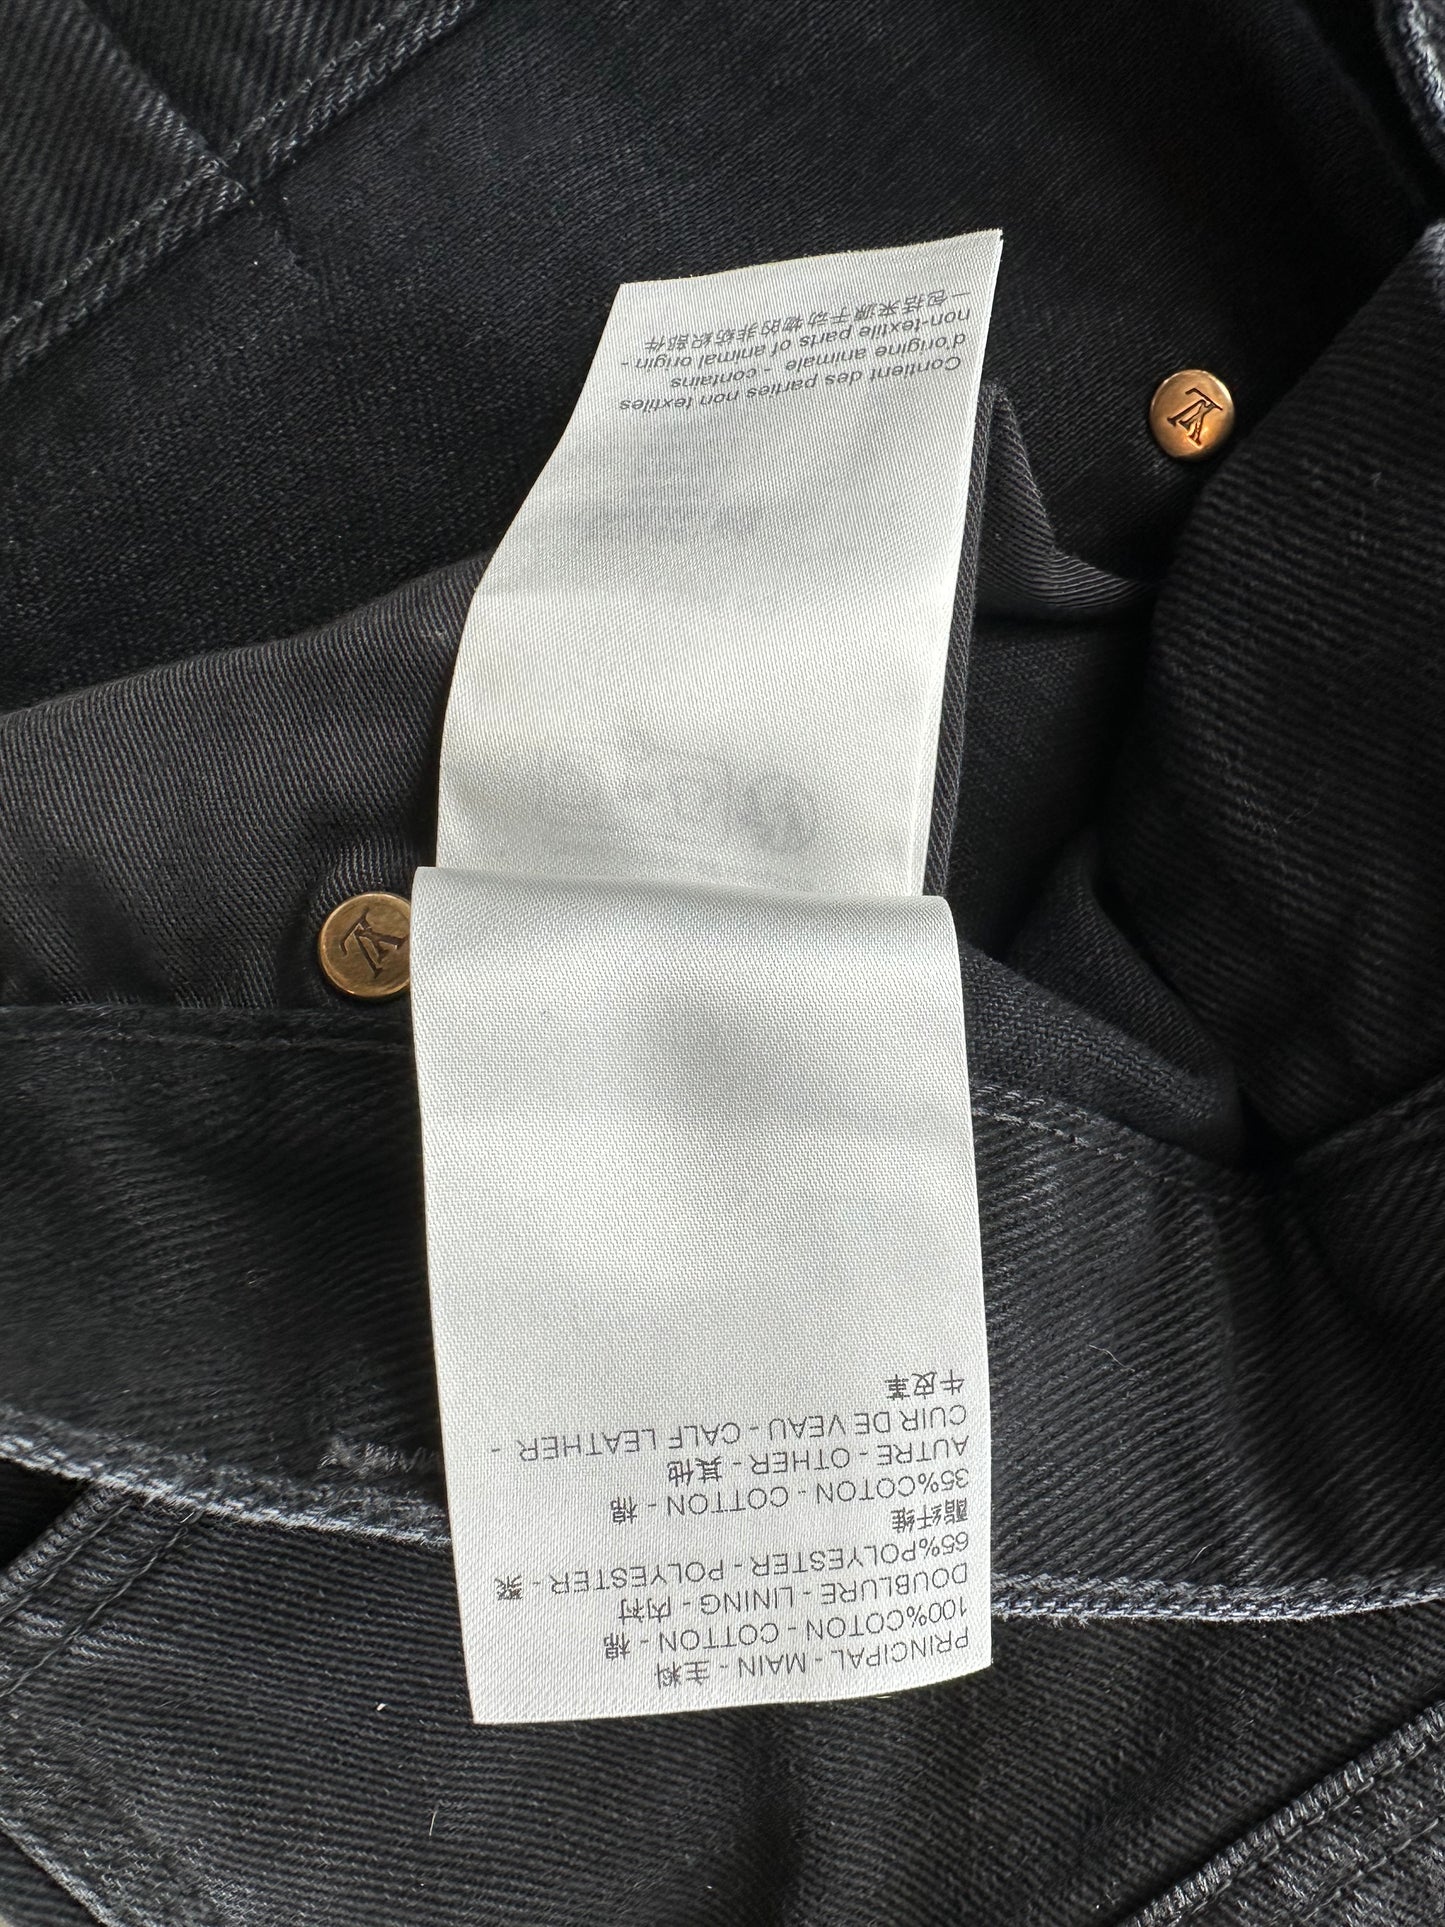 PRINCIPAL - MAIN - 主料
100%COTON - COTTON - 棉
DOUBLURE - LINING - 内衬
65%POLYESTER - POLYESTER - 聚
酯纤维
35%COTON - COTTON - 棉
AUTRE - OTHER - 其他
CUIR DE VEAU - CALF LEATHER -
牛皮革
Contient des parties non textiles
d'origine animale - contains
non-textile parts of animal origin -
一包括来源于动物的非纺织部件
LV
LV